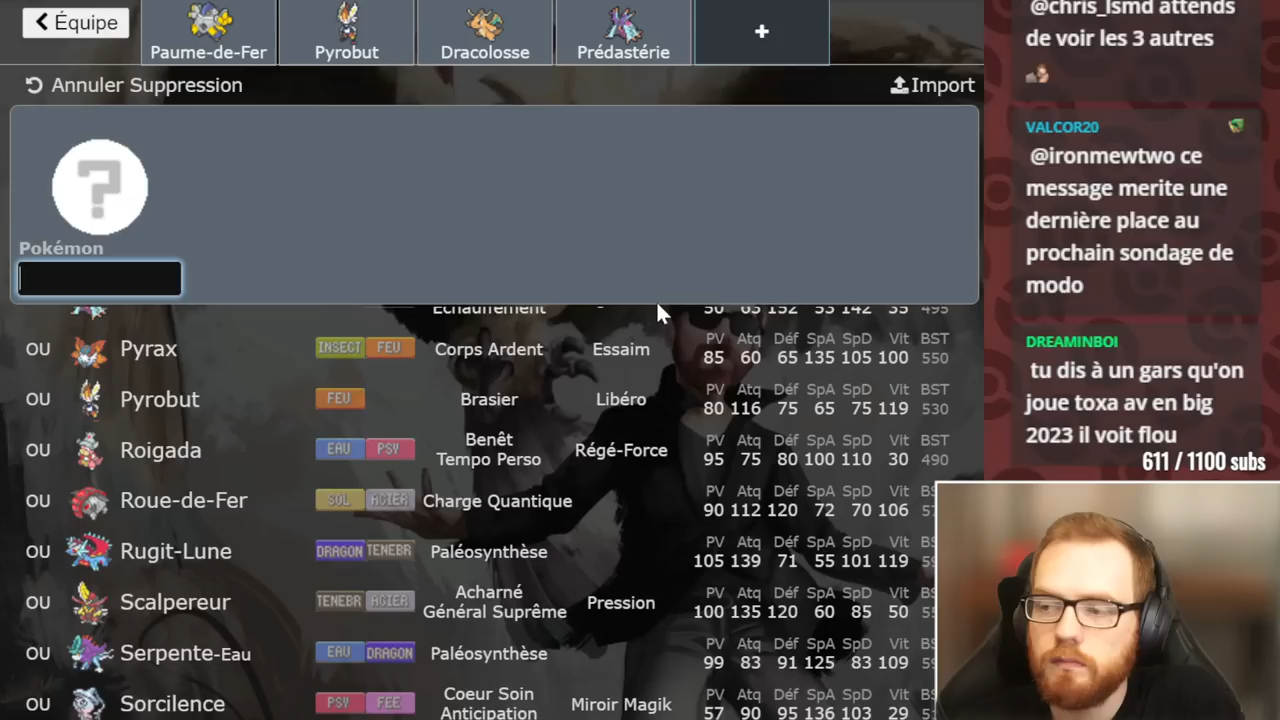 Équipe
Paume-de-Fer
Pyrobut
Dracolosse
Prédastérie
+
Annuler Suppression
Import
Pokémon
Échauffement
50 63 152 53 142 35 495
PV Atq Déf SpA SpD Vit BST
OU Pyrax INSECT FEU Corps Ardent Essaim 85 60 65 135 105 100 550
PV Atq Déf SpA SpD Vit BST
OU Pyrobut FEU Brasier Libéro 80 116 75 65 75 119 530
PV Atq Déf SpA SpD Vit BST
OU Roigada EAU PSY Benêt
Tempo Perso Régé-Force 95 75 80 100 110 30 490
PV Atq Déf SpA SpD Vit
OU Roue-de-Fer SOL ACIER Charge Quantique 90 112 120 72 70 106
PV Atq Déf SpA SpD Vit
OU Rugit-Lune DRAGON TENEBR Paléosynthèse 105 139 71 55 101 119
PV Atq Déf SpA SpD Vit
OU Scalpereur TENEBR ACIER Acharné
Général Suprême Pression 100 135 120 60 85 50
PV Atq Déf SpA SpD Vit
OU Serpente-Eau EAU DRAGON Paléosynthèse 99 83 91 125 83 109
PV Atq Déf SpA SpD Vit
OU Sorcilence PSY FEE Coeur Soin
Anticipation Miroir Magik 57 90 95 136 103 29
@chris_lsmd attends
de voir les 3 autres
VALCOR20
@ironmewtwo ce
message merite une
dernière place au
prochain sondage de
modo
DREAMINBOI
tu dis à un gars qu'on
joue toxa av en big
2023 il voit flou
611 / 1100 subs